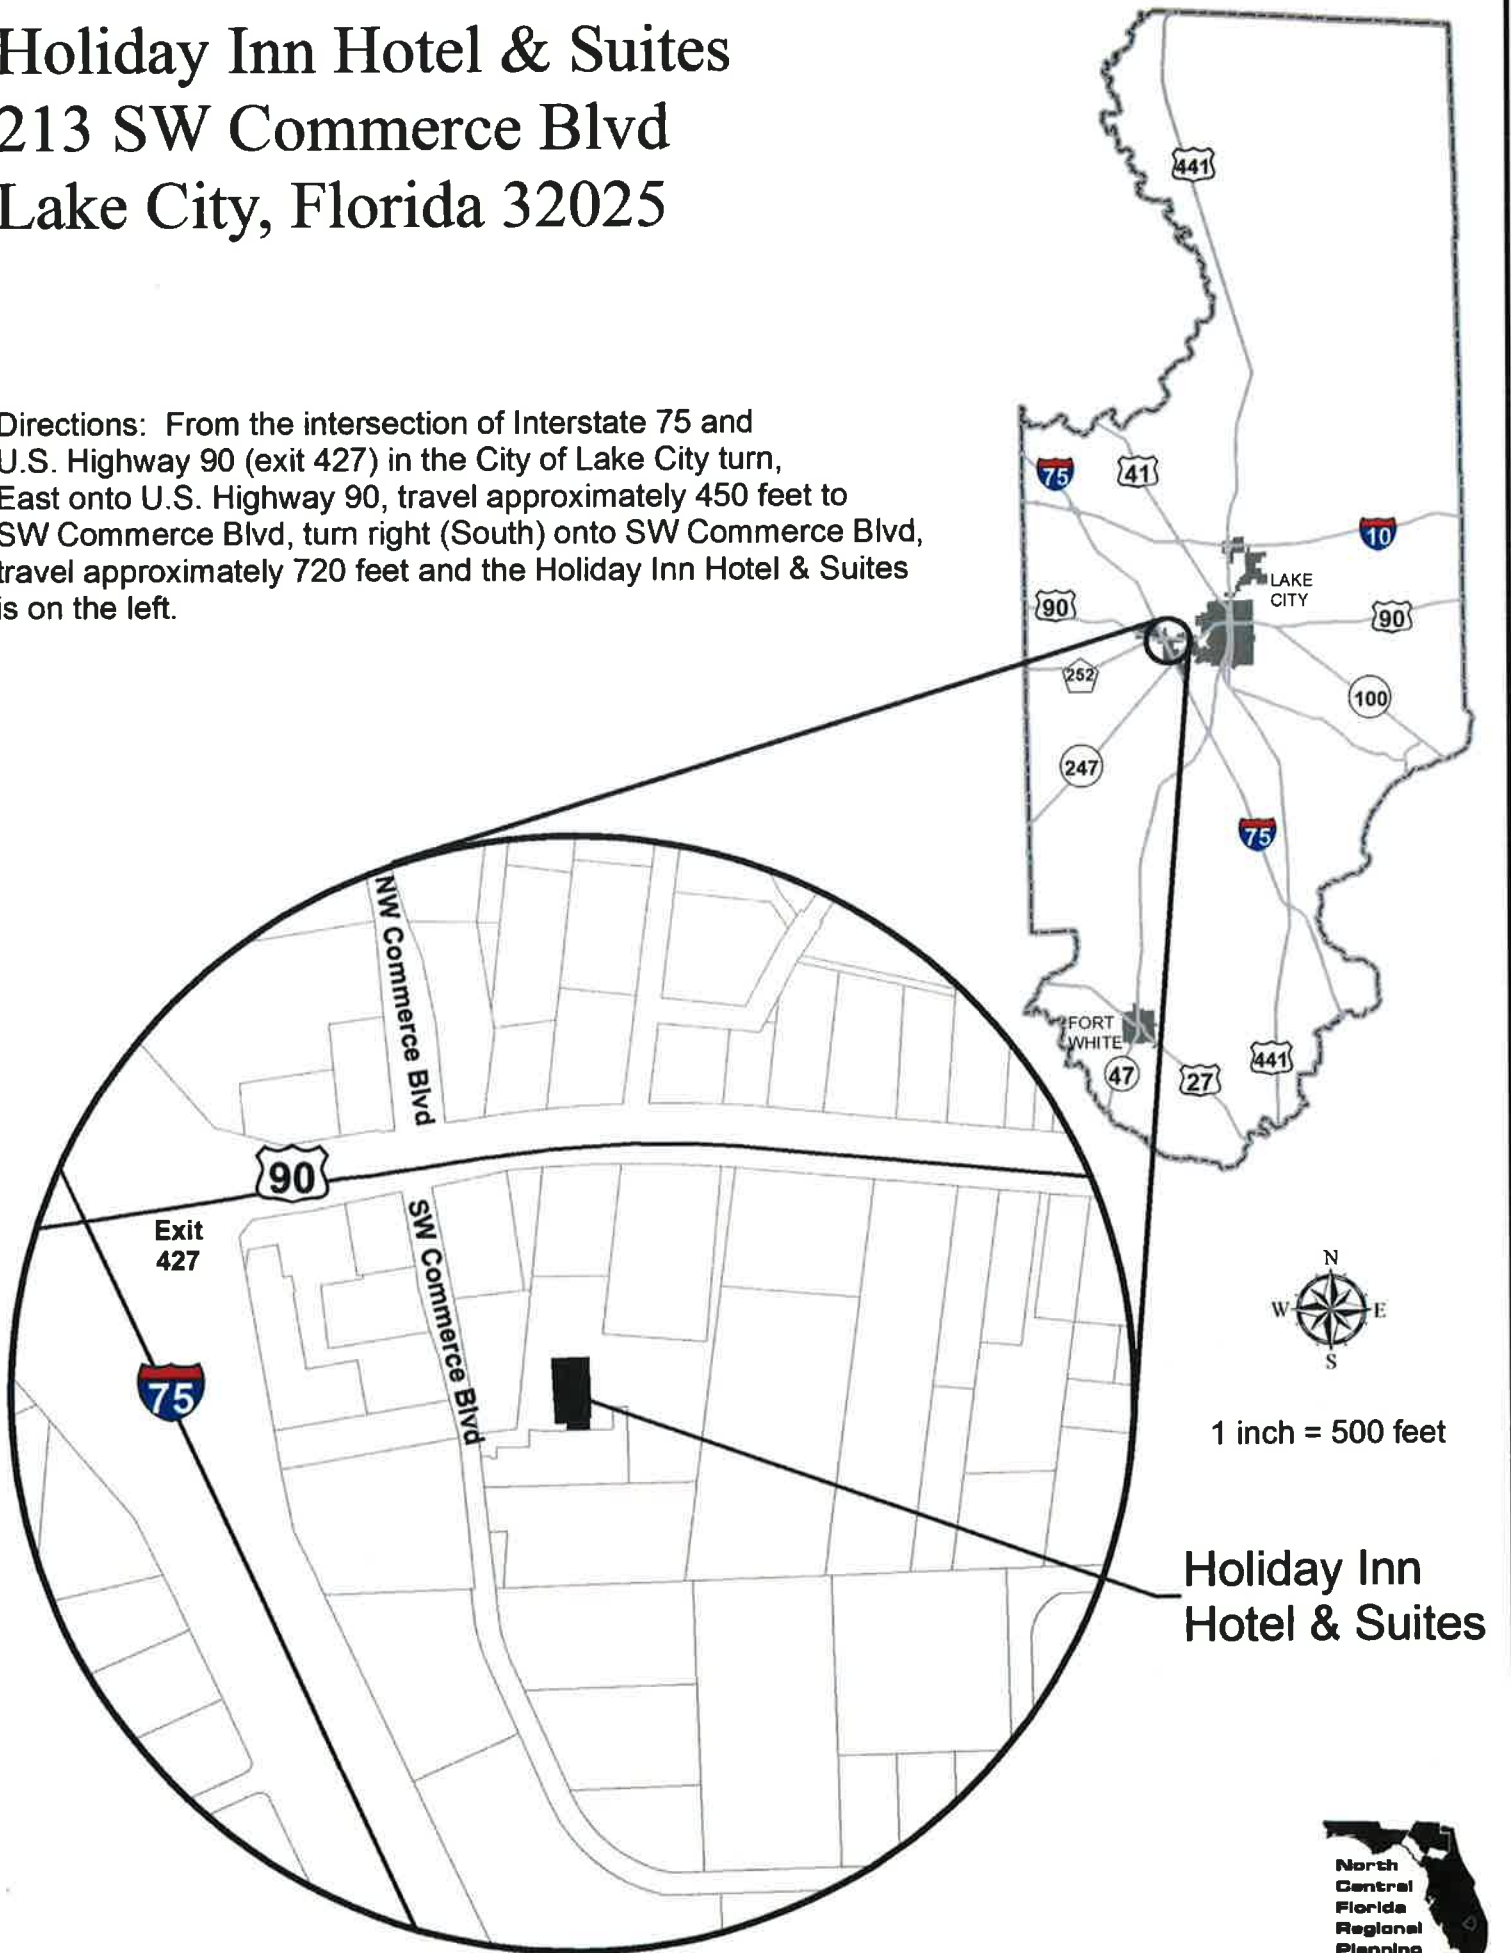 Holiday Inn Hotel & Suites
213 SW Commerce Blvd
Lake City, Florida 32025
Directions: From the intersection of Interstate 75 and
U.S. Highway 90 (exit 427) in the City of Lake City turn,
East onto U.S. Highway 90, travel approximately 450 feet to
SW Commerce Blvd, turn right (South) onto SW Commerce Blvd,
travel approximately 720 feet and the Holiday Inn Hotel & Suites
is on the left.
441
75
41
10
LAKE
CITY
90
90
252
100
247
75
FORT
WHITE
47
27
441
NW Commerce Blvd
90
Exit
427
SW Commerce Blvd
75
N
W
E
S
1 inch = 500 feet
Holiday Inn
Hotel & Suites
North
Central
Florida
Regional
Planning